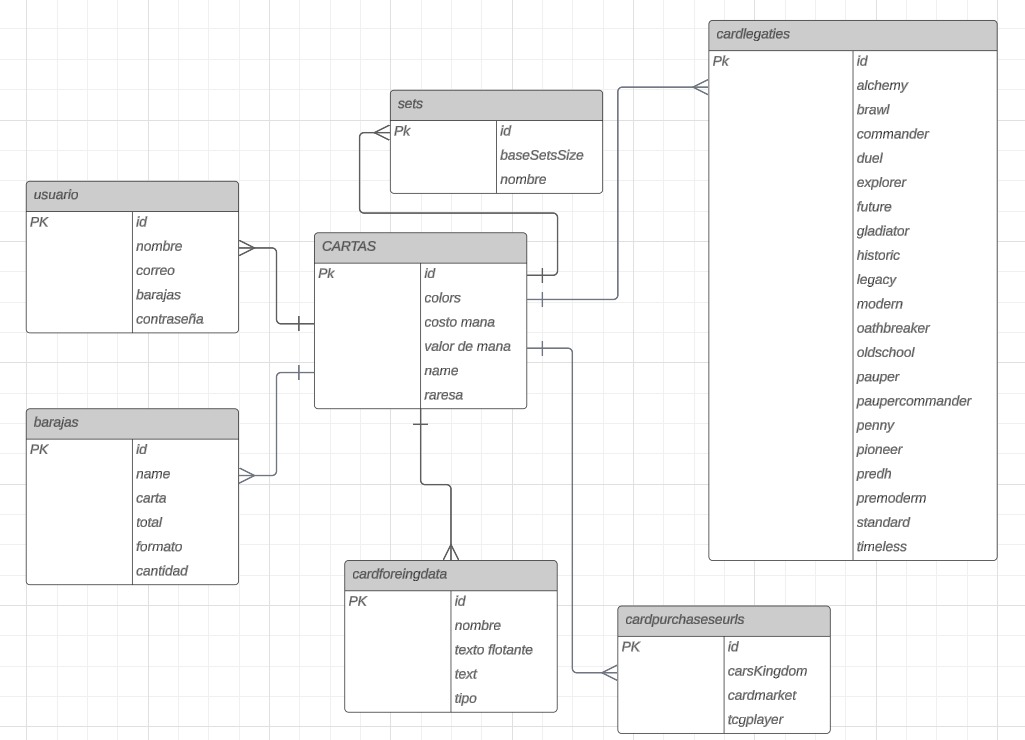 cardlegaties
Pk id
alchemy
brawl
commander
duel
explorer
future
gladiator
historic
legacy
modern
oathbreaker
oldschool
pauper
paupercommander
penny
pioneer
predh
premoderm
standard
timeless
sets
Pk id
baseSetsSize
nombre
usuario
PK id
nombre
correo
barajas
contraseña
CARTAS
Pk id
colors
costo mana
valor de mana
name
raresa
barajas
PK id
name
carta
total
formato
cantidad
cardforeingdata
PK id
nombre
texto flotante
text
tipo
cardpurchaseseurls
PK id
carsKingdom
cardmarket
tcgplayer